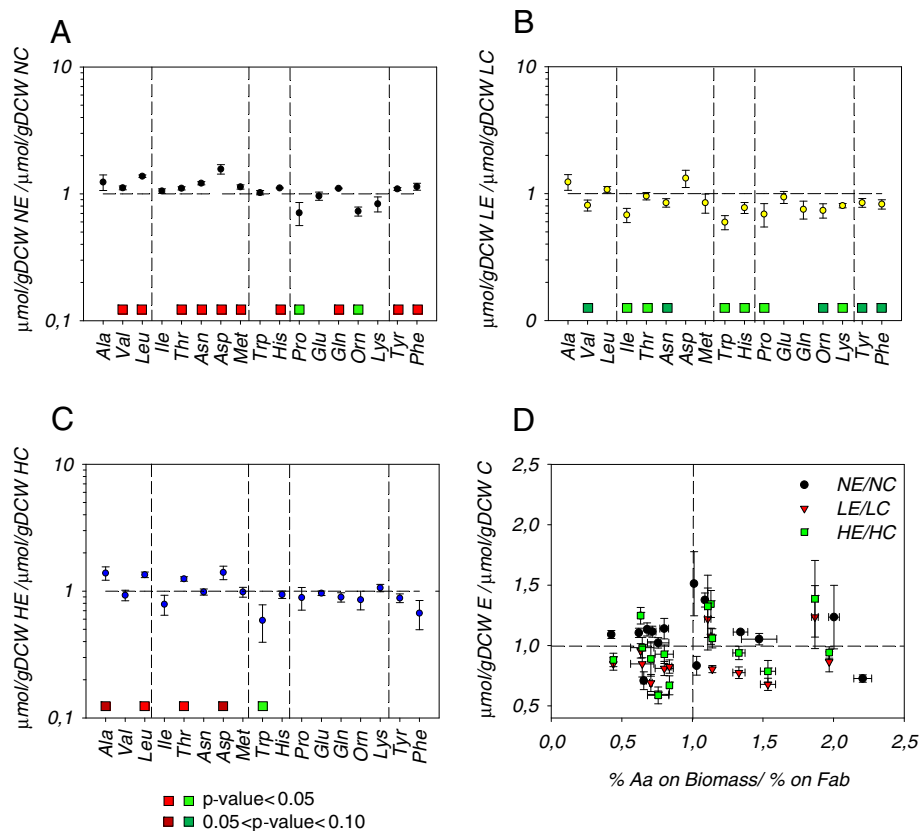 A
μmol/gDCW NE /μmol/gDCW NC
10
1
0,1
Ala Val Leu Ile Thr Asn Asp Met Trp His Pro Glu Gln Orn Lys Tyr Phe
B
μmol/gDCW LE /μmol/gDCW LC
10
1
0
Ala Val Leu Ile Thr Asn Asp Met Trp His Pro Glu Gln Orn Lys Tyr Phe
C
μmol/gDCW HE /μmol/gDCW HC
10
1
0,1
Ala Val Leu Ile Thr Asn Asp Met Trp His Pro Glu Gln Orn Lys Tyr Phe
p-value<0.05
0.05<p-value<0.10
D
μmol/gDCW E /μmol/gDCW C
2,5
2,0
1,5
1,0
0,5
NE/NC
LE/LC
HE/HC
0,0 0,5 1,0 1,5 2,0 2,5
% Aa on Biomass/ % on Fab